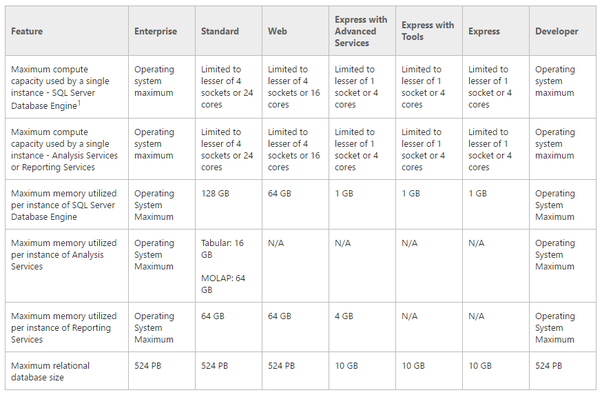 Feature Enterprise Standard Web Express with Advanced Services Express with Tools Express Developer
Maximum compute capacity used by a single instance - SQL Server Database Engine1 Operating system maximum Limited to lesser of 4 sockets or 24 cores Limited to lesser of 4 sockets or 16 cores Limited to lesser of 1 socket or 4 cores Limited to lesser of 1 socket or 4 cores Limited to lesser of 1 socket or 4 cores Operating system maximum
Maximum compute capacity used by a single instance - Analysis Services or Reporting Services Operating system maximum Limited to lesser of 4 sockets or 24 cores Limited to lesser of 4 sockets or 16 cores Limited to lesser of 1 socket or 4 cores Limited to lesser of 1 socket or 4 cores Limited to lesser of 1 socket or 4 cores Operating system maximum
Maximum memory utilized per instance of SQL Server Database Engine Operating System Maximum 128 GB 64 GB 1 GB 1 GB 1 GB Operating System Maximum
Maximum memory utilized per instance of Analysis Services Operating System Maximum Tabular: 16 GB MOLAP: 64 GB N/A N/A N/A N/A Operating System Maximum
Maximum memory utilized per instance of Reporting Services Operating System Maximum 64 GB 64 GB 4 GB N/A N/A Operating System Maximum
Maximum relational database size 524 PB 524 PB 524 PB 10 GB 10 GB 10 GB 524 PB